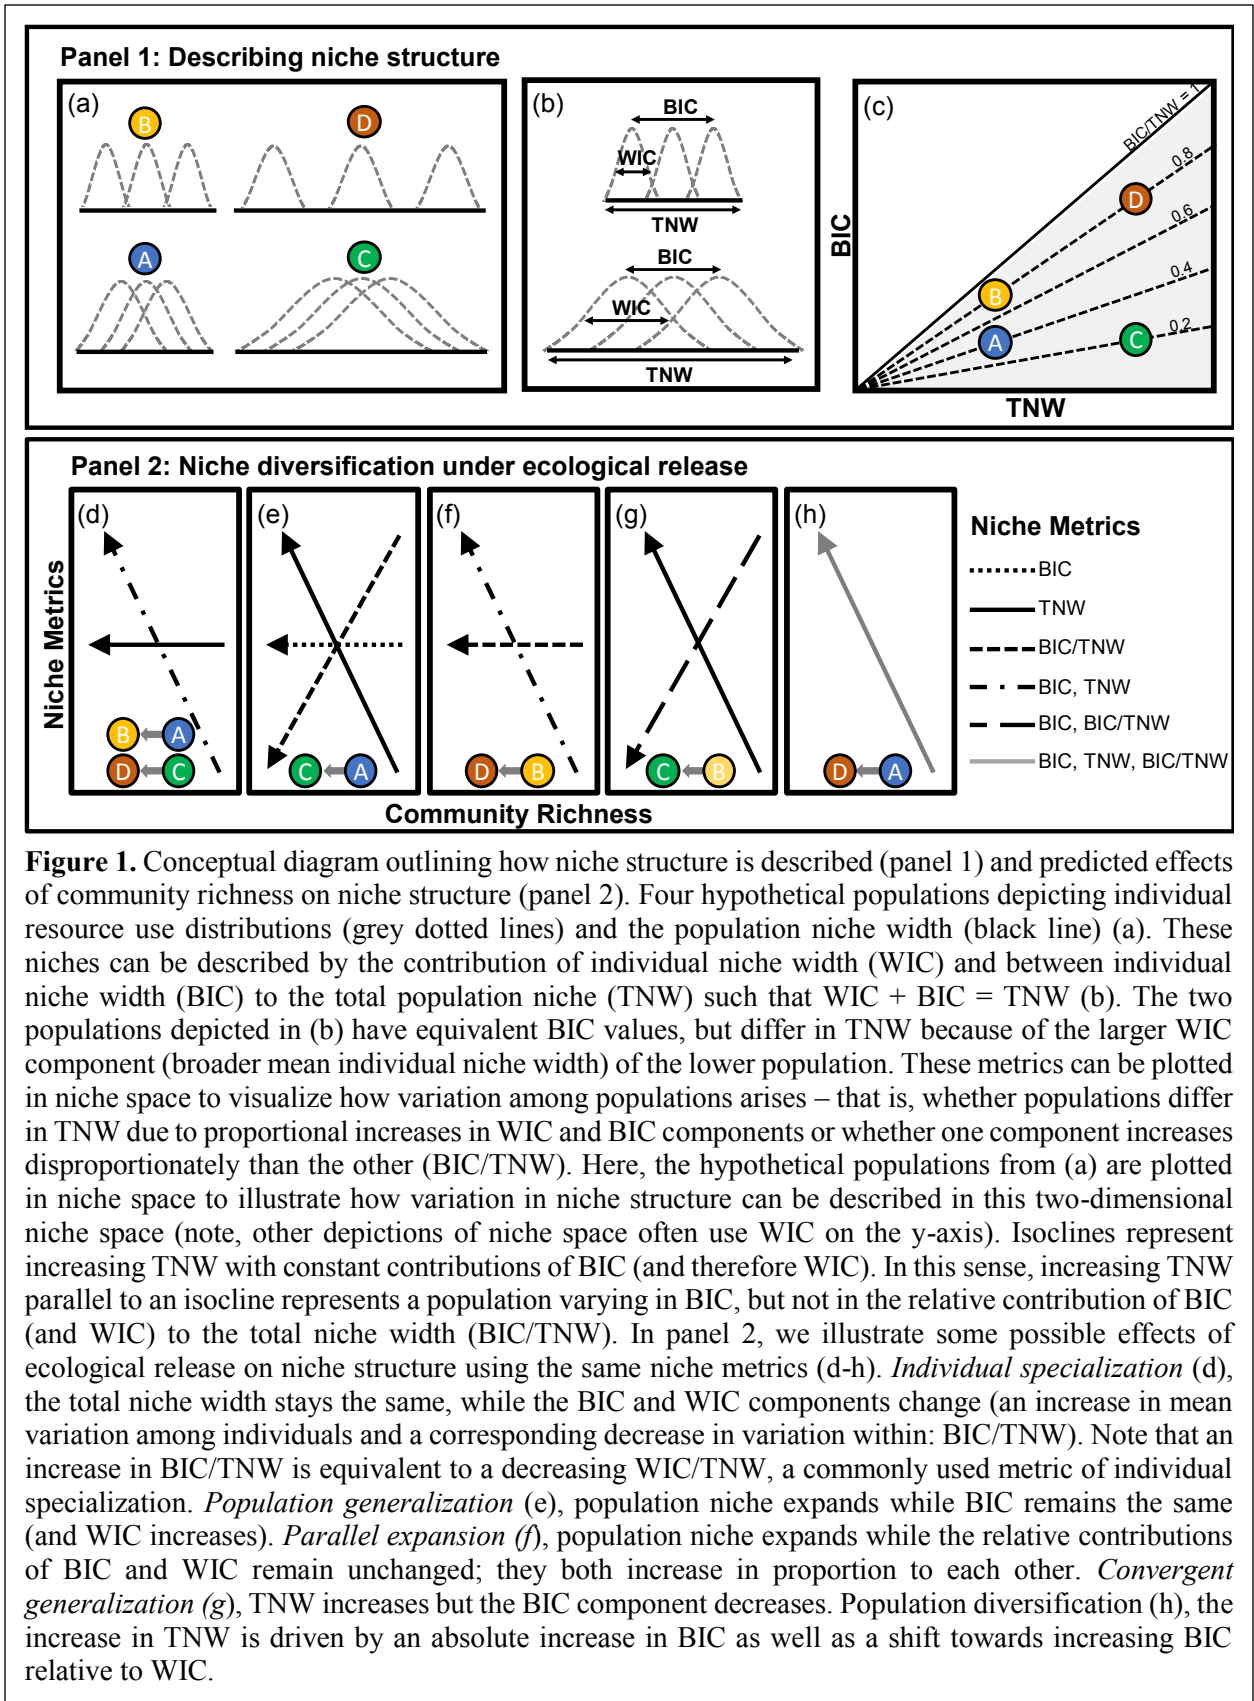 Panel 1: Describing niche structure
(a)
B
D
A
C
(b)
BIC
WIC
TNW
BIC
WIC
TNW
(c)
BIC/TNW = 1
0.8
D
0.6
B
0.4
A
0.2
C
BIC
TNW
Panel 2: Niche diversification under ecological release
(d)
(e)
(f)
(g)
(h)
Niche Metrics
B A
D C
C A
D B
C B
D A
Community Richness
Niche Metrics
BIC
TNW
BIC/TNW
BIC, TNW
BIC, BIC/TNW
BIC, TNW, BIC/TNW
Figure 1. Conceptual diagram outlining how niche structure is described (panel 1) and predicted effects
of community richness on niche structure (panel 2). Four hypothetical populations depicting individual
resource use distributions (grey dotted lines) and the population niche width (black line) (a). These
niches can be described by the contribution of individual niche width (WIC) and between individual
niche width (BIC) to the total population niche (TNW) such that WIC + BIC = TNW (b). The two
populations depicted in (b) have equivalent BIC values, but differ in TNW because of the larger WIC
component (broader mean individual niche width) of the lower population. These metrics can be plotted
in niche space to visualize how variation among populations arises – that is, whether populations differ
in TNW due to proportional increases in WIC and BIC components or whether one component increases
disproportionately than the other (BIC/TNW). Here, the hypothetical populations from (a) are plotted
in niche space to illustrate how variation in niche structure can be described in this two-dimensional
niche space (note, other depictions of niche space often use WIC on the y-axis). Isoclines represent
increasing TNW with constant contributions of BIC (and therefore WIC). In this sense, increasing TNW
parallel to an isocline represents a population varying in BIC, but not in the relative contribution of BIC
(and WIC) to the total niche width (BIC/TNW). In panel 2, we illustrate some possible effects of
ecological release on niche structure using the same niche metrics (d-h). Individual specialization (d),
the total niche width stays the same, while the BIC and WIC components change (an increase in mean
variation among individuals and a corresponding decrease in variation within: BIC/TNW). Note that an
increase in BIC/TNW is equivalent to a decreasing WIC/TNW, a commonly used metric of individual
specialization. Population generalization (e), population niche expands while BIC remains the same
(and WIC increases). Parallel expansion (f), population niche expands while the relative contributions
of BIC and WIC remain unchanged; they both increase in proportion to each other. Convergent
generalization (g), TNW increases but the BIC component decreases. Population diversification (h), the
increase in TNW is driven by an absolute increase in BIC as well as a shift towards increasing BIC
relative to WIC.